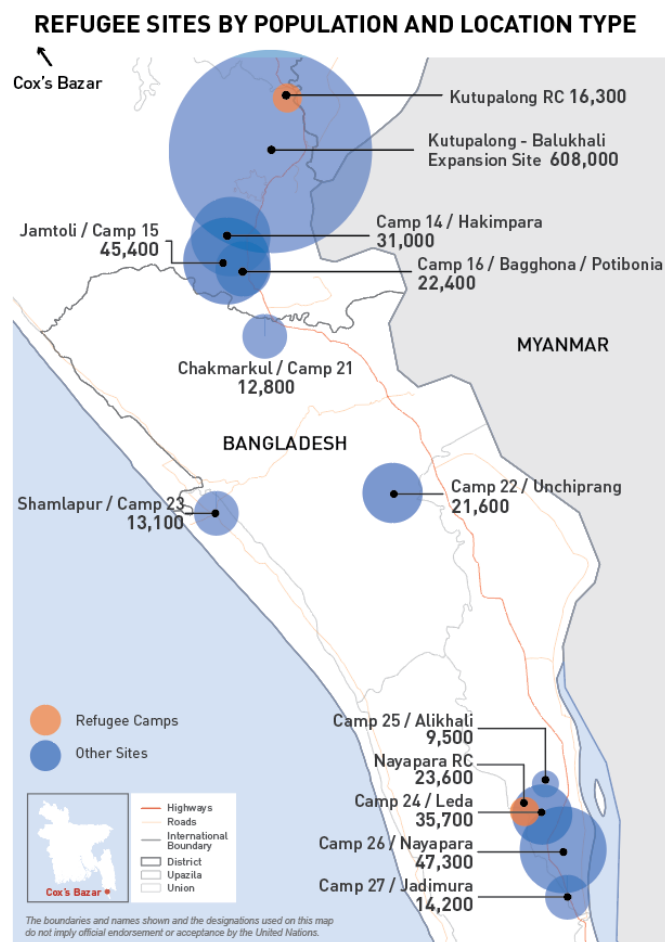 REFUGEE SITES BY POPULATION AND LOCATION TYPE
Cox's Bazar
Kutupalong RC 16,300
Kutupalong - Balukhali
Expansion Site 608,000
Jamtoli / Camp 15
45,400
Camp 14 / Hakimpara
31,000
Camp 16 / Bagghona / Potibonia
22,400
MYANMAR
Chakmarkul / Camp 21
12,800
BANGLADESH
Shamlapur / Camp 23
13,100
Camp 22 / Unchiprang
21,600
Refugee Camps
Other Sites
Camp 25 / Alikhali
9,500
Nayapara RC
23,600
Camp 24 / Leda
35,700
Camp 26 / Nayapara
47,300
Camp 27 / Jadimura
14,200
Cox's Bazar
Highways
Roads
International
Boundary
District
Upazila
Union
The boundaries and names shown and the designations used on this map
do not imply official endorsement or acceptance by the United Nations.